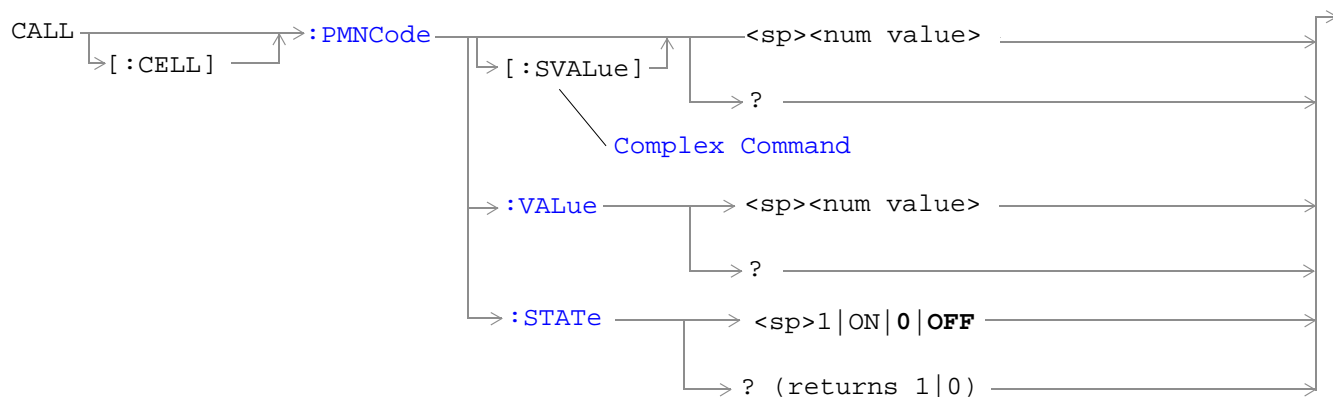 CALL :PMNCode <sp><num value>
[:CELL] [:SVALue]
?
Complex Command
:VALue <sp><num value>
?
:STATe <sp>1|ON|0|OFF
? (returns 1|0)